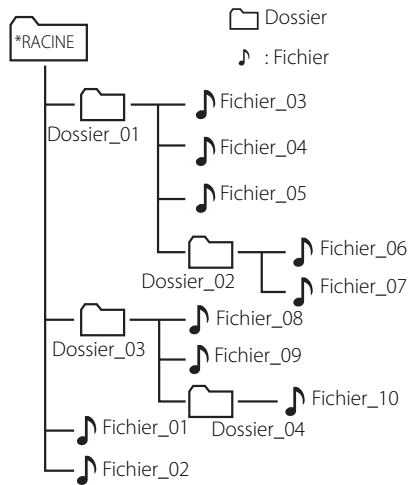 Dossier
*RACINE
: Fichier
Fichier_03
Dossier_01
Fichier_04
Fichier_05
Fichier_06
Dossier_02
Fichier_07
Fichier_08
Dossier_03
Fichier_09
Fichier_10
Dossier_04
Fichier_01
Fichier_02